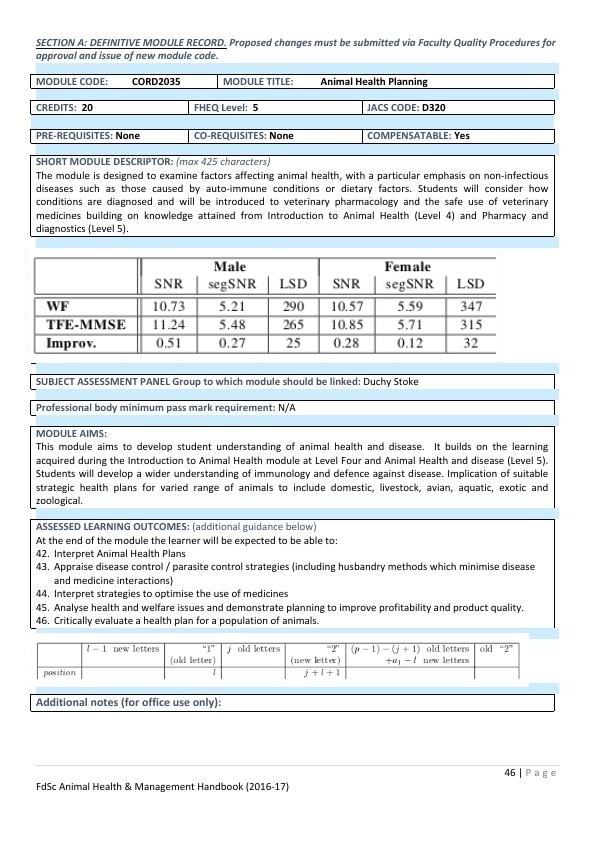 SECTION A: DEFINITIVE MODULE RECORD. Proposed changes must be submitted via Faculty Quality Procedures for
approval and issue of new module code.
MODULE CODE: CORD2035 MODULE TITLE: Animal Health Planning
CREDITS: 20 FHEQ Level: 5 JACS CODE: D320
PRE-REQUISITES: None CO-REQUISITES: None COMPENSATABLE: Yes
SHORT MODULE DESCRIPTOR: (max 425 characters)
The module is designed to examine factors affecting animal health, with a particular emphasis on non-infectious
diseases such as those caused by auto-immune conditions or dietary factors. Students will consider how
conditions are diagnosed and will be introduced to veterinary pharmacology and the safe use of veterinary
medicines building on knowledge attained from Introduction to Animal Health (Level 4) and Pharmacy and
diagnostics (Level 5).
Male Female
SNR segSNR LSD SNR segSNR LSD
WF 10.73 5.21 290 10.57 5.59 347
TFE-MMSE 11.24 5.48 265 10.85 5.71 315
Improv. 0.51 0.27 25 0.28 0.12 32
SUBJECT ASSESSMENT PANEL Group to which module should be linked: Duchy Stoke
Professional body minimum pass mark requirement: N/A
MODULE AIMS:
This module aims to develop student understanding of animal health and disease. It builds on the learning
acquired during the Introduction to Animal Health module at Level Four and Animal Health and disease (Level 5).
Students will develop a wider understanding of immunology and defence against disease. Implication of suitable
strategic health plans for varied range of animals to include domestic, livestock, avian, aquatic, exotic and
zoological.
ASSESSED LEARNING OUTCOMES: (additional guidance below)
At the end of the module the learner will be expected to be able to:
42. Interpret Animal Health Plans
43. Appraise disease control / parasite control strategies (including husbandry methods which minimise disease
and medicine interactions)
44. Interpret strategies to optimise the use of medicines
45. Analyse health and welfare issues and demonstrate planning to improve profitability and product quality.
46. Critically evaluate a health plan for a population of animals.
l − 1 new letters "1" j old letters "2" (p − 1) − (j + 1) old letters old "2"
(old letter) (new letter) +a₁ − l new letters
position l j + l + 1
Additional notes (for office use only):
46 | Page
FdSc Animal Health & Management Handbook (2016-17)